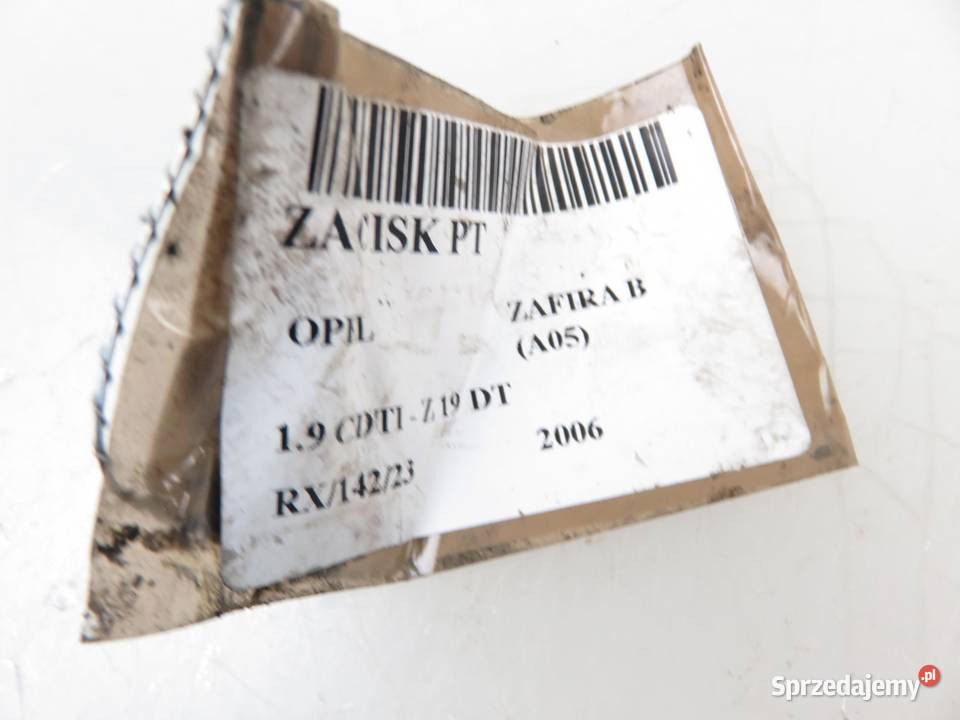 ZACISK PT
OPEL ZAFIRA B
(A05)
1.9 CDTI - Z19 DT
2006
RX/142/23
Sprzedajemy.pl